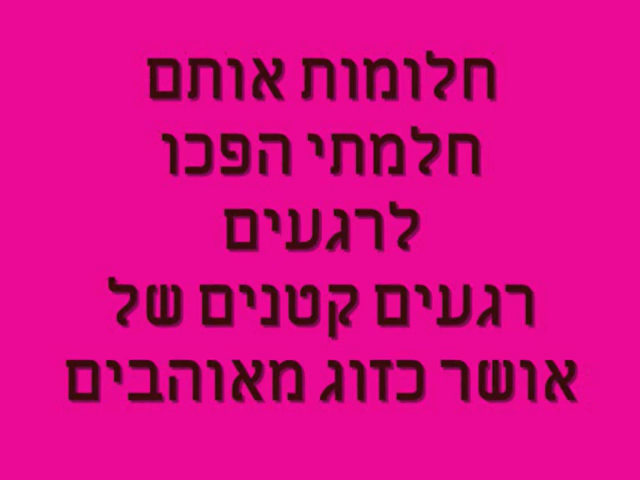 חלומות אותם
חלמתי הפכו
לרגעים
רגעים קטנים של
אושר כזוג מאוהבים